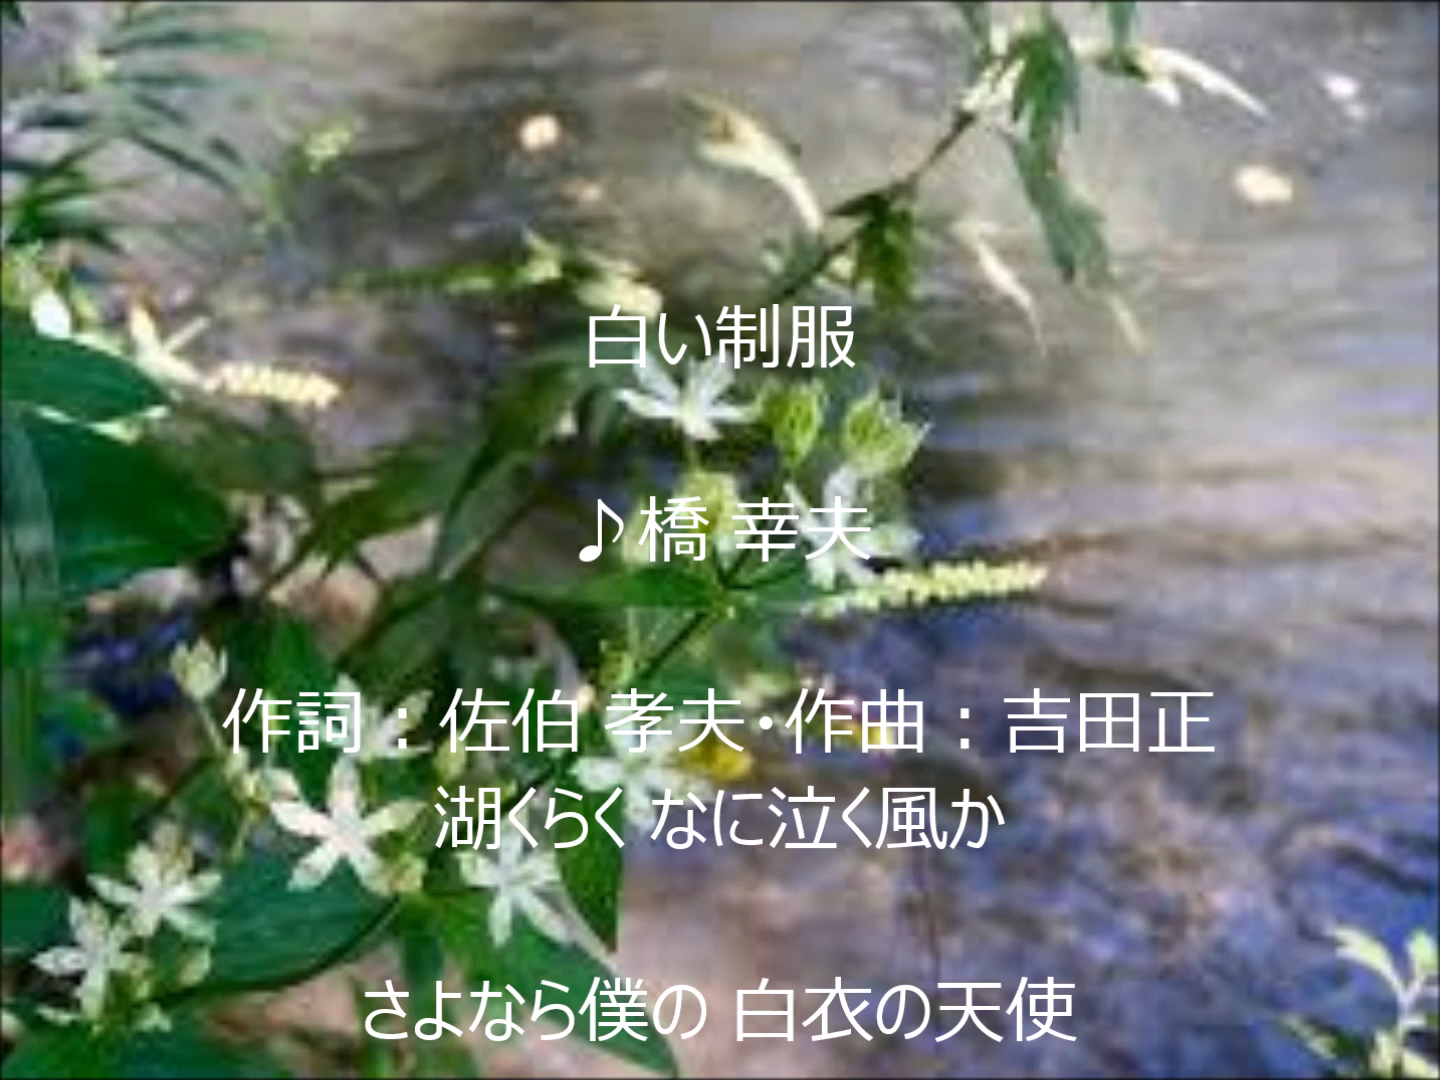 白い制服
♪橋 幸夫
作詞：佐伯 孝夫・作曲：吉田正
湖くらく なに泣く風か
さよなら僕の 白衣の天使